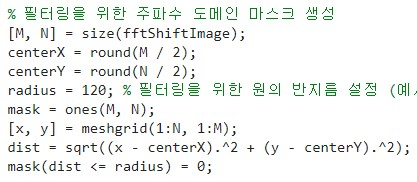 % 필터링을 위한 주파수 도메인 마스크 생성
[M, N] = size(fftShiftImage);
centerX = round(M / 2);
centerY = round(N / 2);
radius = 120; % 필터링을 위한 원의 반지름 설정 (예
mask = ones(M, N);
[x, y] = meshgrid(1:N, 1:M);
dist = sqrt((x - centerX).^2 + (y - centerY).^2);
mask(dist <= radius) = 0;